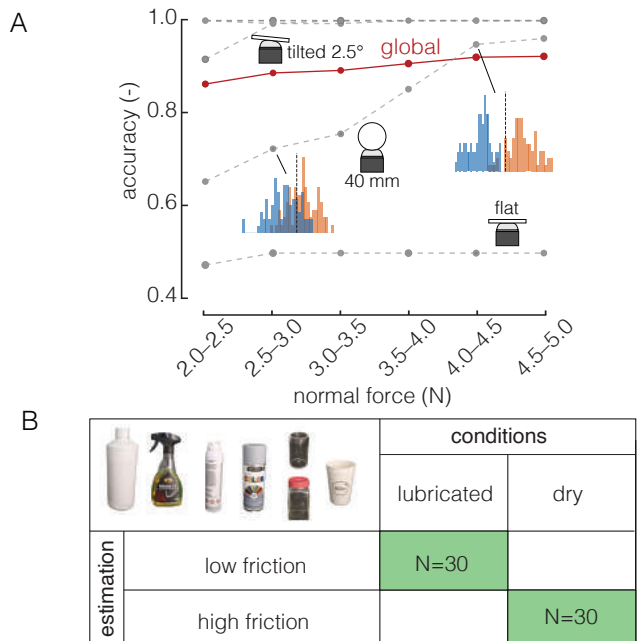 A
1.0
tilted 2.5°
global
accuracy (-)
0.8
40 mm
0.6
flat
0.4
2.0–2.5
2.5–3.0
3.0–3.5
3.5–4.0
4.0–4.5
4.5–5.0
normal force (N)
B
conditions
lubricated
dry
estimation
low friction
N=30
high friction
N=30